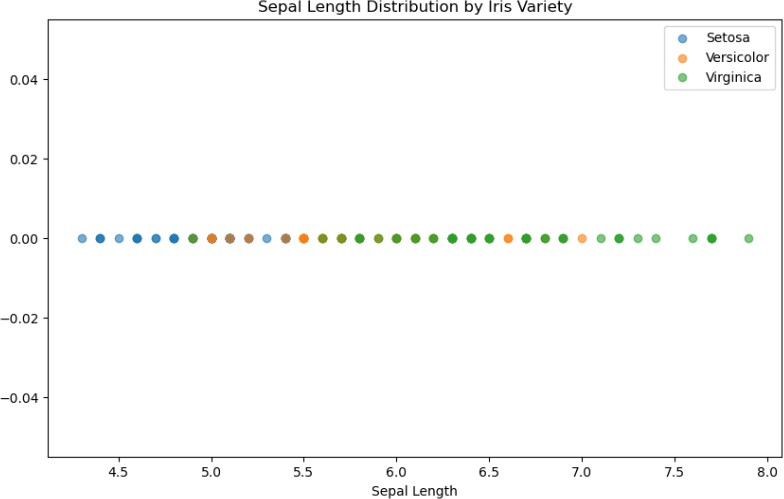 Sepal Length Distribution by Iris Variety
Setosa
Versicolor
Virginica
0.04
0.02
0.00
−0.02
−0.04
4.5 5.0 5.5 6.0 6.5 7.0 7.5 8.0
Sepal Length